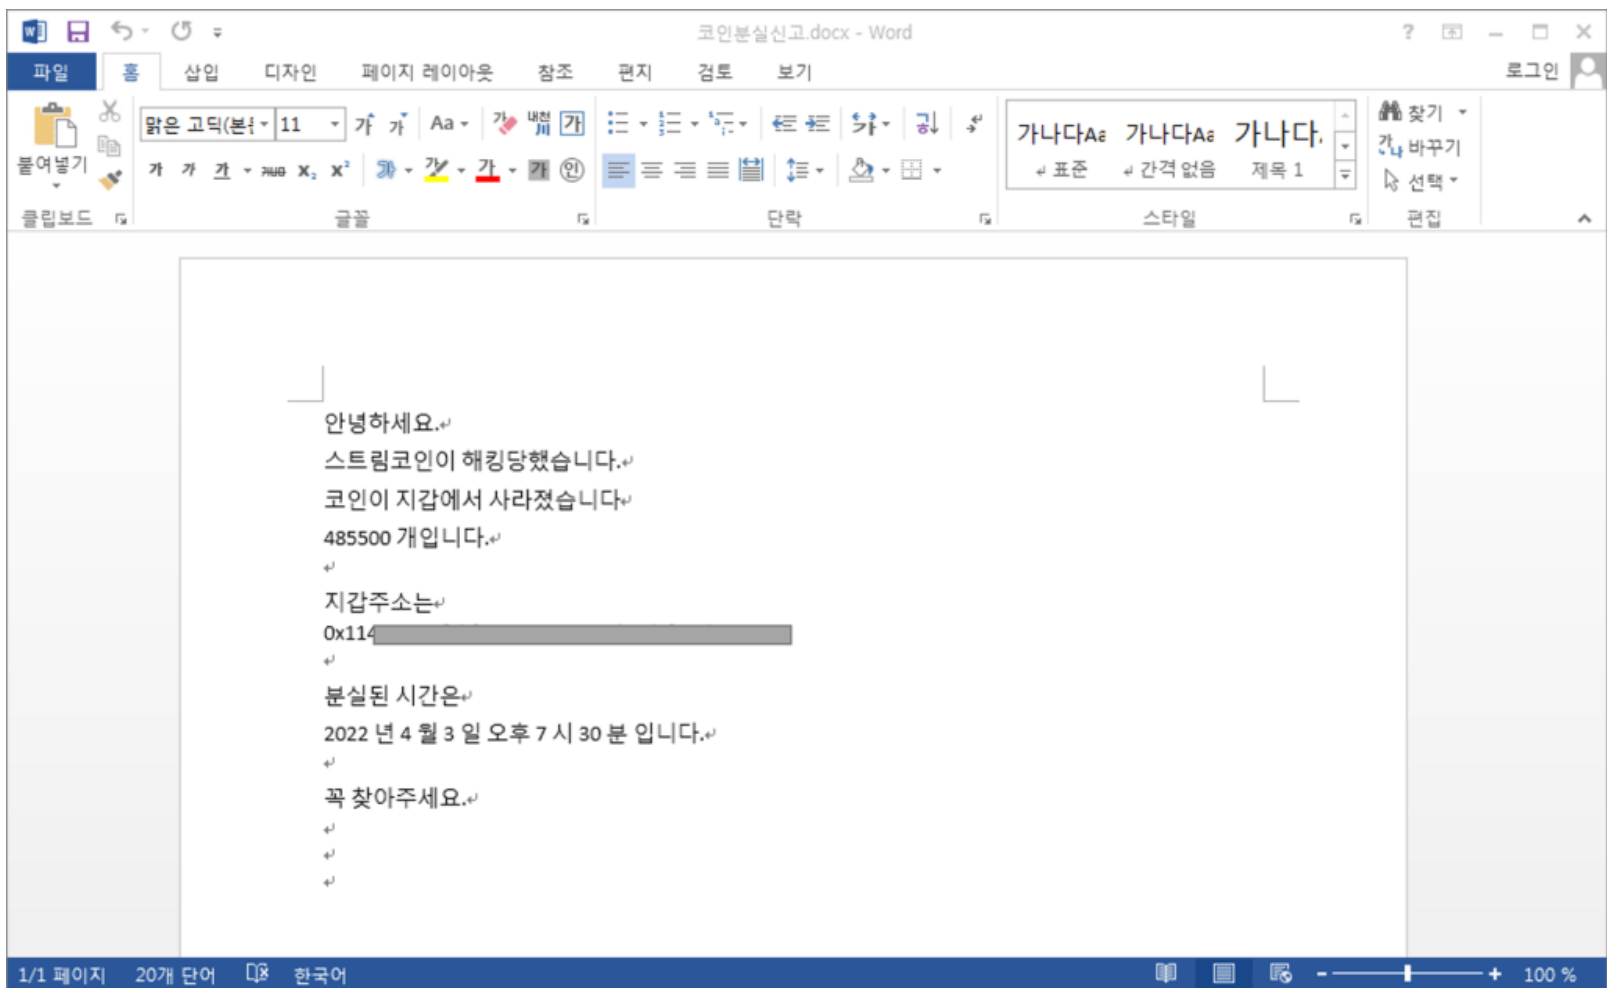 코인분실신고.docx - Word
파일 홈 삽입 디자인 페이지 레이아웃 참조 편지 검토 보기 로그인
붙여넣기
맑은 고딕(본 11
가나다Aa 가나다Aa 가나다
표준 간격 없음 제목 1
찾기
바꾸기
선택
클립보드 글꼴 단락 스타일 편집
안녕하세요.
스트림코인이 해킹당했습니다.
코인이 지갑에서 사라졌습니다
485500 개입니다.
지갑주소는
0x114
분실된 시간은
2022 년 4 월 3 일 오후 7 시 30 분 입니다.
꼭 찾아주세요.
1/1 페이지 20개 단어 한국어 100 %